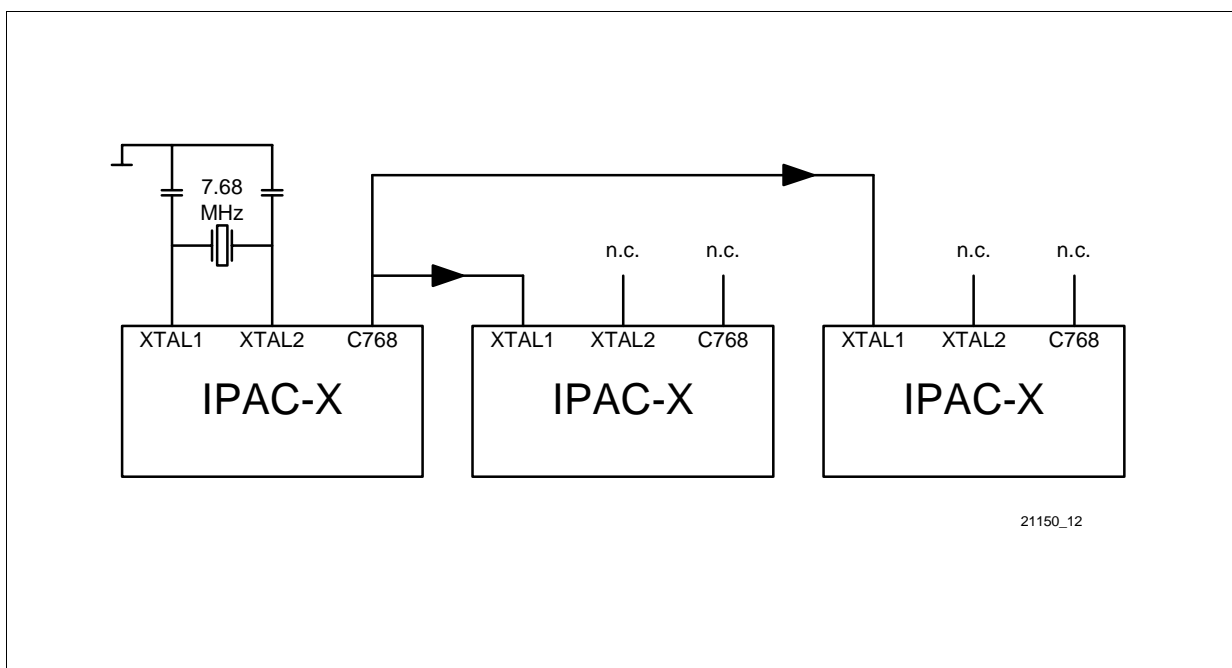 7.68
MHz
n.c. n.c. n.c. n.c.
XTAL1 XTAL2 C768 XTAL1 XTAL2 C768 XTAL1 XTAL2 C768
IPAC-X IPAC-X IPAC-X
21150_12